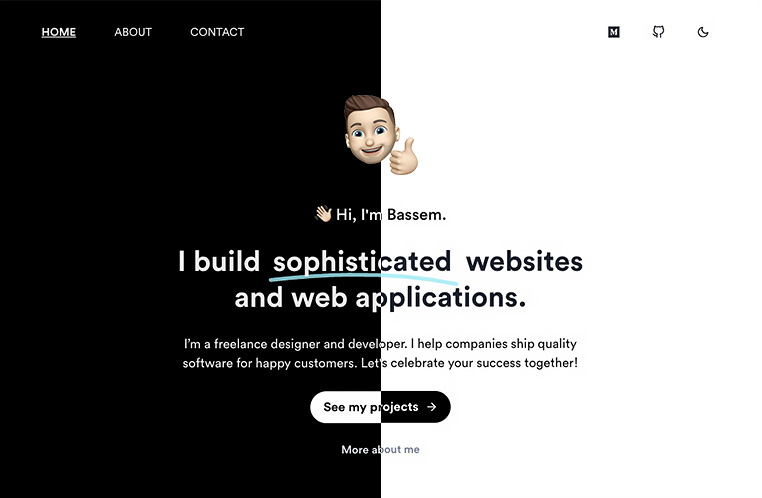 HOME ABOUT CONTACT M
Hi, I'm Bassem.
I build sophisticated websites
and web applications.
I'm a freelance designer and developer. I help companies ship quality
software for happy customers. Let's celebrate your success together!
See my projects →
More about me